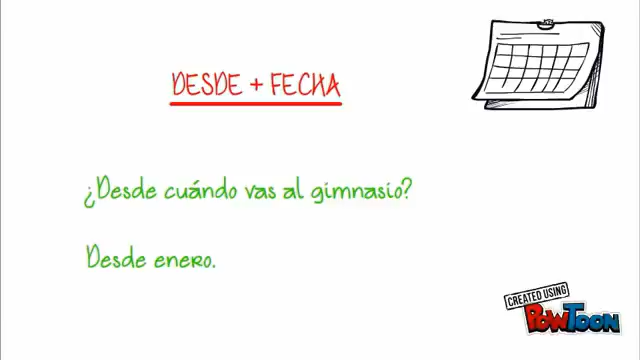 DESDE + FECHA
¿Desde cuándo vas al gimnasio?
Desde enero.
CREATED USING
POWTOON